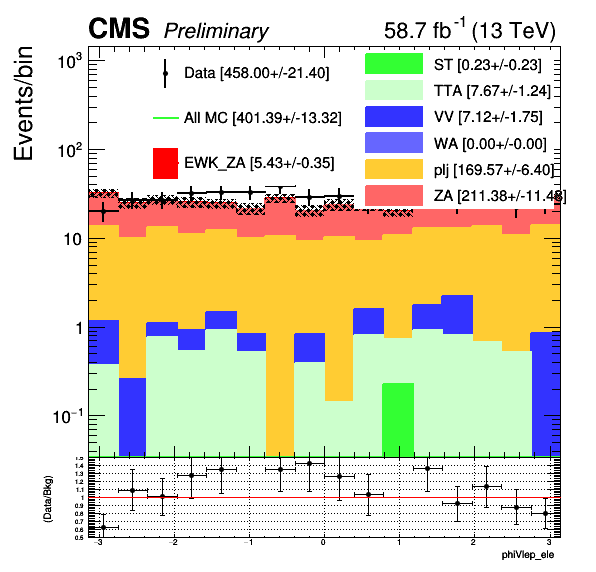 CMS Preliminary 58.7 fb⁻¹ (13 TeV)
Events/bin
10³
10²
10
1
10⁻¹
Data [458.00+/-21.40]
All MC [401.39+/-13.32]
EWK_ZA [5.43+/-0.35]
ST [0.23+/-0.23]
TTA [7.67+/-1.24]
VV [7.12+/-1.75]
WA [0.00+/-0.00]
plj [169.57+/-6.40]
ZA [211.38+/-11.48]
(Data/Bkg)
1.5
1.4
1.3
1.2
1.1
1
0.9
0.8
0.7
0.6
0.5
−3 −2 −1 0 1 2 3
phiVlep_ele